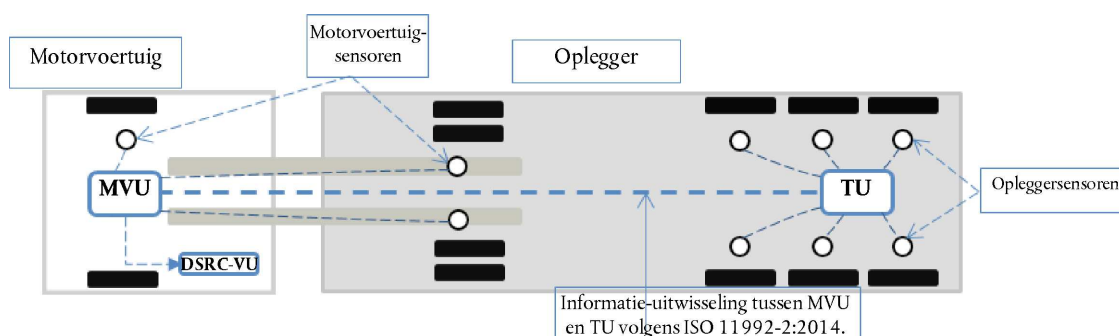 Motorvoertuig
Motorvoertuig-
sensoren
Oplegger
MVU
TU
Opleggersensoren
DSRC-VU
Informatie-uitwisseling tussen MVU
en TU volgens ISO 11992-2:2014.